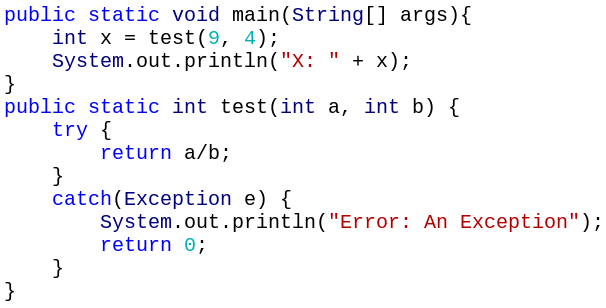 public static void main(String[] args){
    int x = test(9, 4);
    System.out.println("X: " + x);
}
public static int test(int a, int b) {
    try {
        return a/b;
    }
    catch(Exception e) {
        System.out.println("Error: An Exception");
        return 0;
    }
}